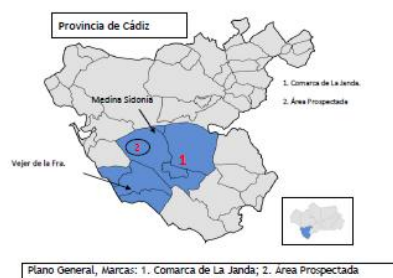 Provincia de Cádiz
1. Comarca de La Janda.
2. Área Prospectada
Medina Sidonia
2
1
Vejer de la Fra.
Plano General, Marcas: 1. Comarca de La Janda; 2. Área Prospectada